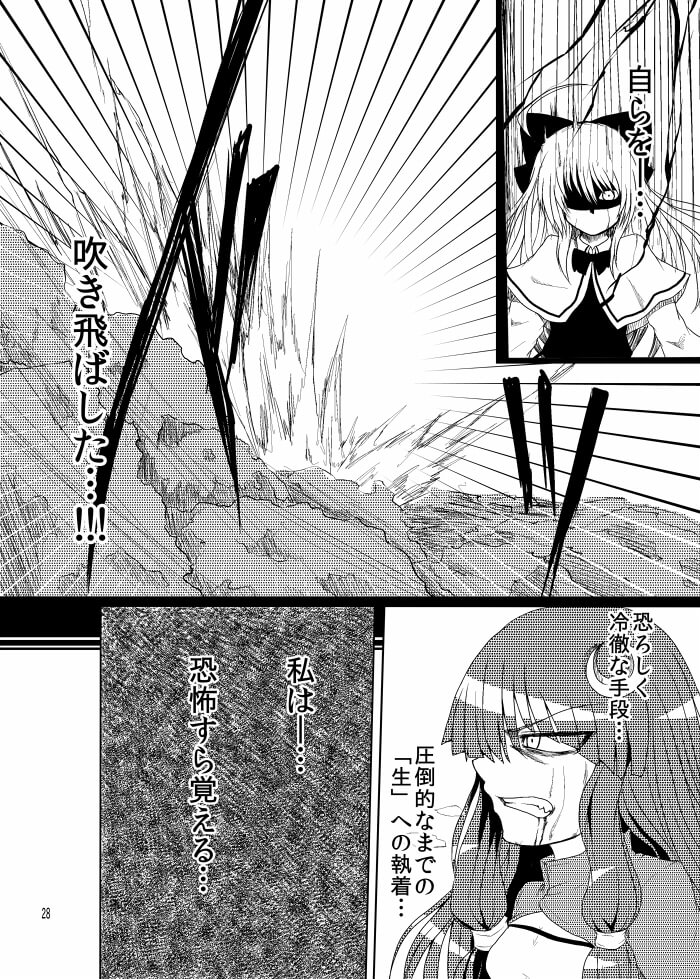 自らを―…
吹き飛ばした…!!!
恐ろしく
冷徹な手段…
圧倒的なまでの
「生」への執着…
私は―…
恐怖すら覚える…
28